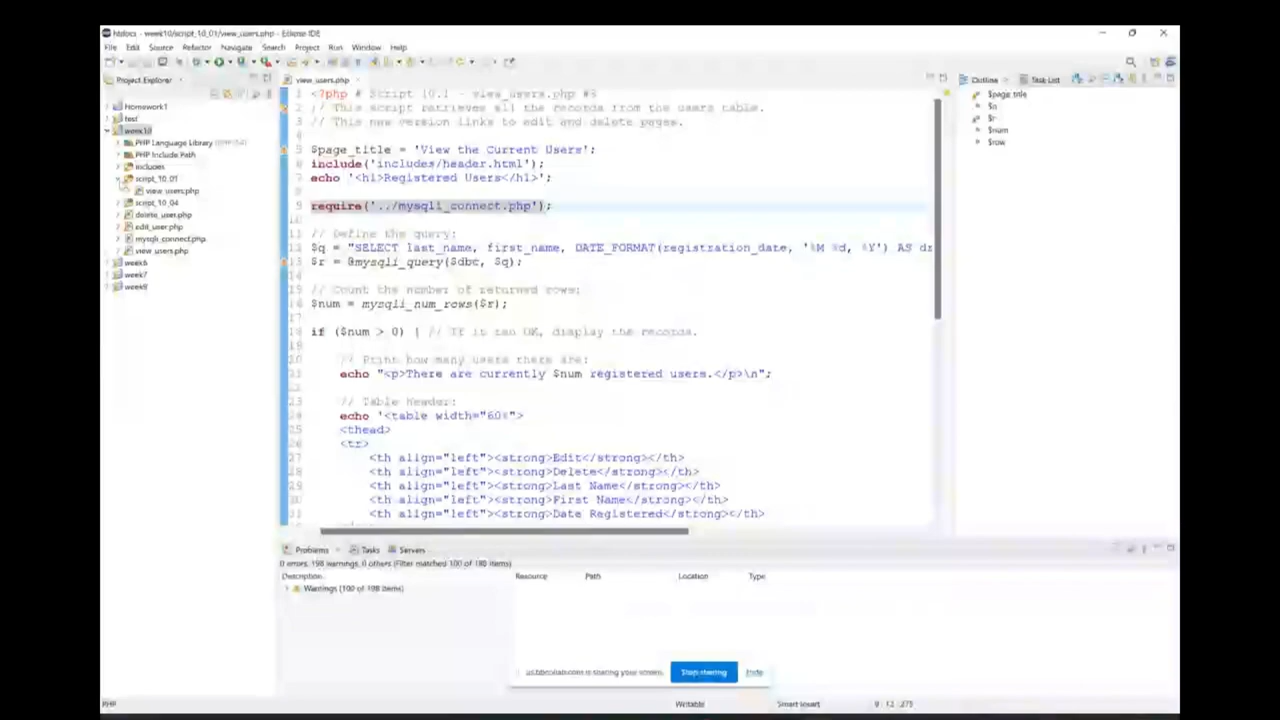 htdocs - week10/script_10_01/view_users.php - Eclipse IDE
File Edit Source Refactor Navigate Search Project Run Window Help
Project Explorer
homework1
test
week10
PHP Language Library
PHP Include Path
includes
script_10_01
view_users.php
script_10_04
delete_user.php
edit_user.php
mysqli_connect.php
view_users.php
week6
week7
week9
view_users.php
1 <?php # Script 10.1 - view_users.php #3
2 // This script retrieves all the records from the users table.
3 // This new version links to edit and delete pages.
4
5 $page_title = 'View the Current Users';
6 include('includes/header.html');
7 echo '<h1>Registered Users</h1>';
8
9 require('../mysqli_connect.php');
10
11 // Define the query:
12 $q = "SELECT last_name, first_name, DATE_FORMAT(registration_date, '%M %d, %Y') AS dr
13 $r = @mysqli_query($dbc, $q);
14
15 // Count the number of returned rows:
16 $num = mysqli_num_rows($r);
17
18 if ($num > 0) { // If it ran OK, display the records.
19
20 // Print how many users there are:
21 echo "<p>There are currently $num registered users.</p>\n";
22
23 // Table header:
24 echo '<table width="60%">
25 <thead>
26 <tr>
27 <th align="left"><strong>Edit</strong></th>
28 <th align="left"><strong>Delete</strong></th>
29 <th align="left"><strong>Last Name</strong></th>
30 <th align="left"><strong>First Name</strong></th>
31 <th align="left"><strong>Date Registered</strong></th>
Outline Task List
$page_title
$q
$r
$num
$row
Problems Tasks Servers
0 errors, 198 warnings, 0 others (Filter matched 100 of 198 items)
Description Resource Path Location Type
Warnings (100 of 198 items)
us.bbcollab.com is sharing your screen. Stop sharing Hide
PHP Writable Smart Insert 9 : 12 : 275